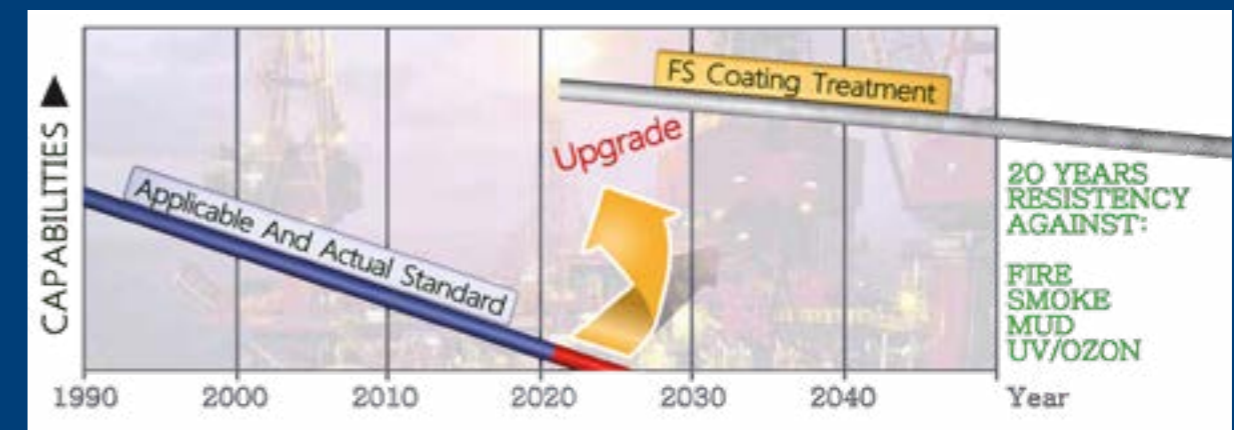 CAPABILITIES ▲
Applicable And Actual Standard
Upgrade
FS Coating Treatment
20 YEARS
RESISTENCY
AGAINST:
FIRE
SMOKE
MUD
UV/OZON
1990 2000 2010 2020 2030 2040 Year